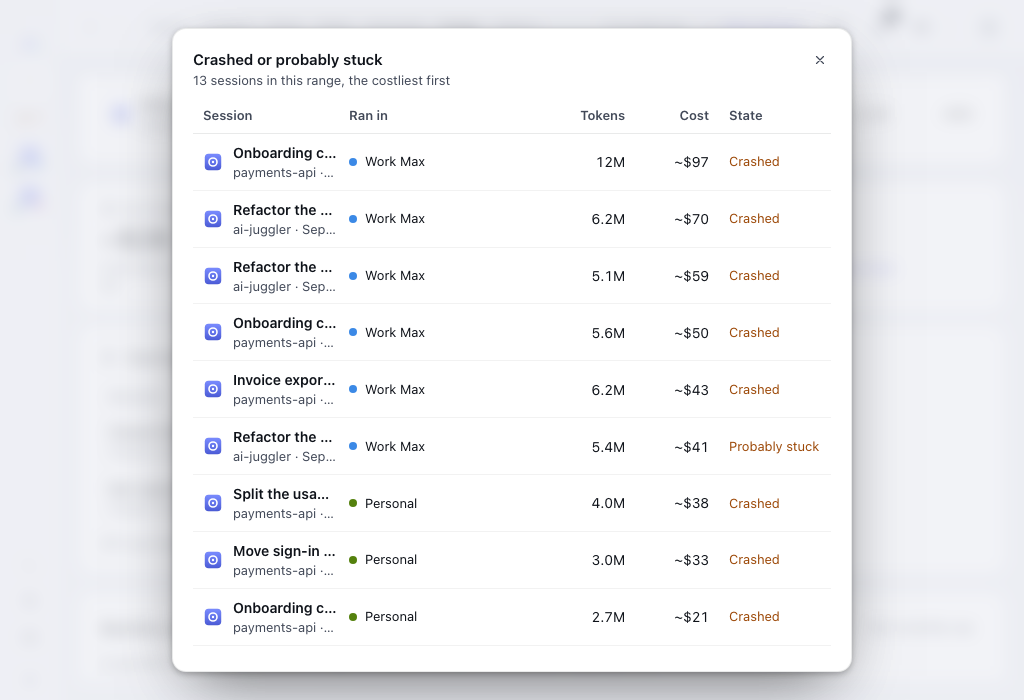 Crashed or probably stuck
13 sessions in this range, the costliest first
Session Ran in Tokens Cost State
Onboarding c... Work Max 12M ~$97 Crashed
payments-api ·...
Refactor the ... Work Max 6.2M ~$70 Crashed
ai-juggler · Sep...
Refactor the ... Work Max 5.1M ~$59 Crashed
ai-juggler · Sep...
Onboarding c... Work Max 5.6M ~$50 Crashed
payments-api ·...
Invoice expor... Work Max 6.2M ~$43 Crashed
payments-api ·...
Refactor the ... Work Max 5.4M ~$41 Probably stuck
ai-juggler · Sep...
Split the usa... Personal 4.0M ~$38 Crashed
payments-api ·...
Move sign-in ... Personal 3.0M ~$33 Crashed
payments-api ·...
Onboarding c... Personal 2.7M ~$21 Crashed
payments-api ·...